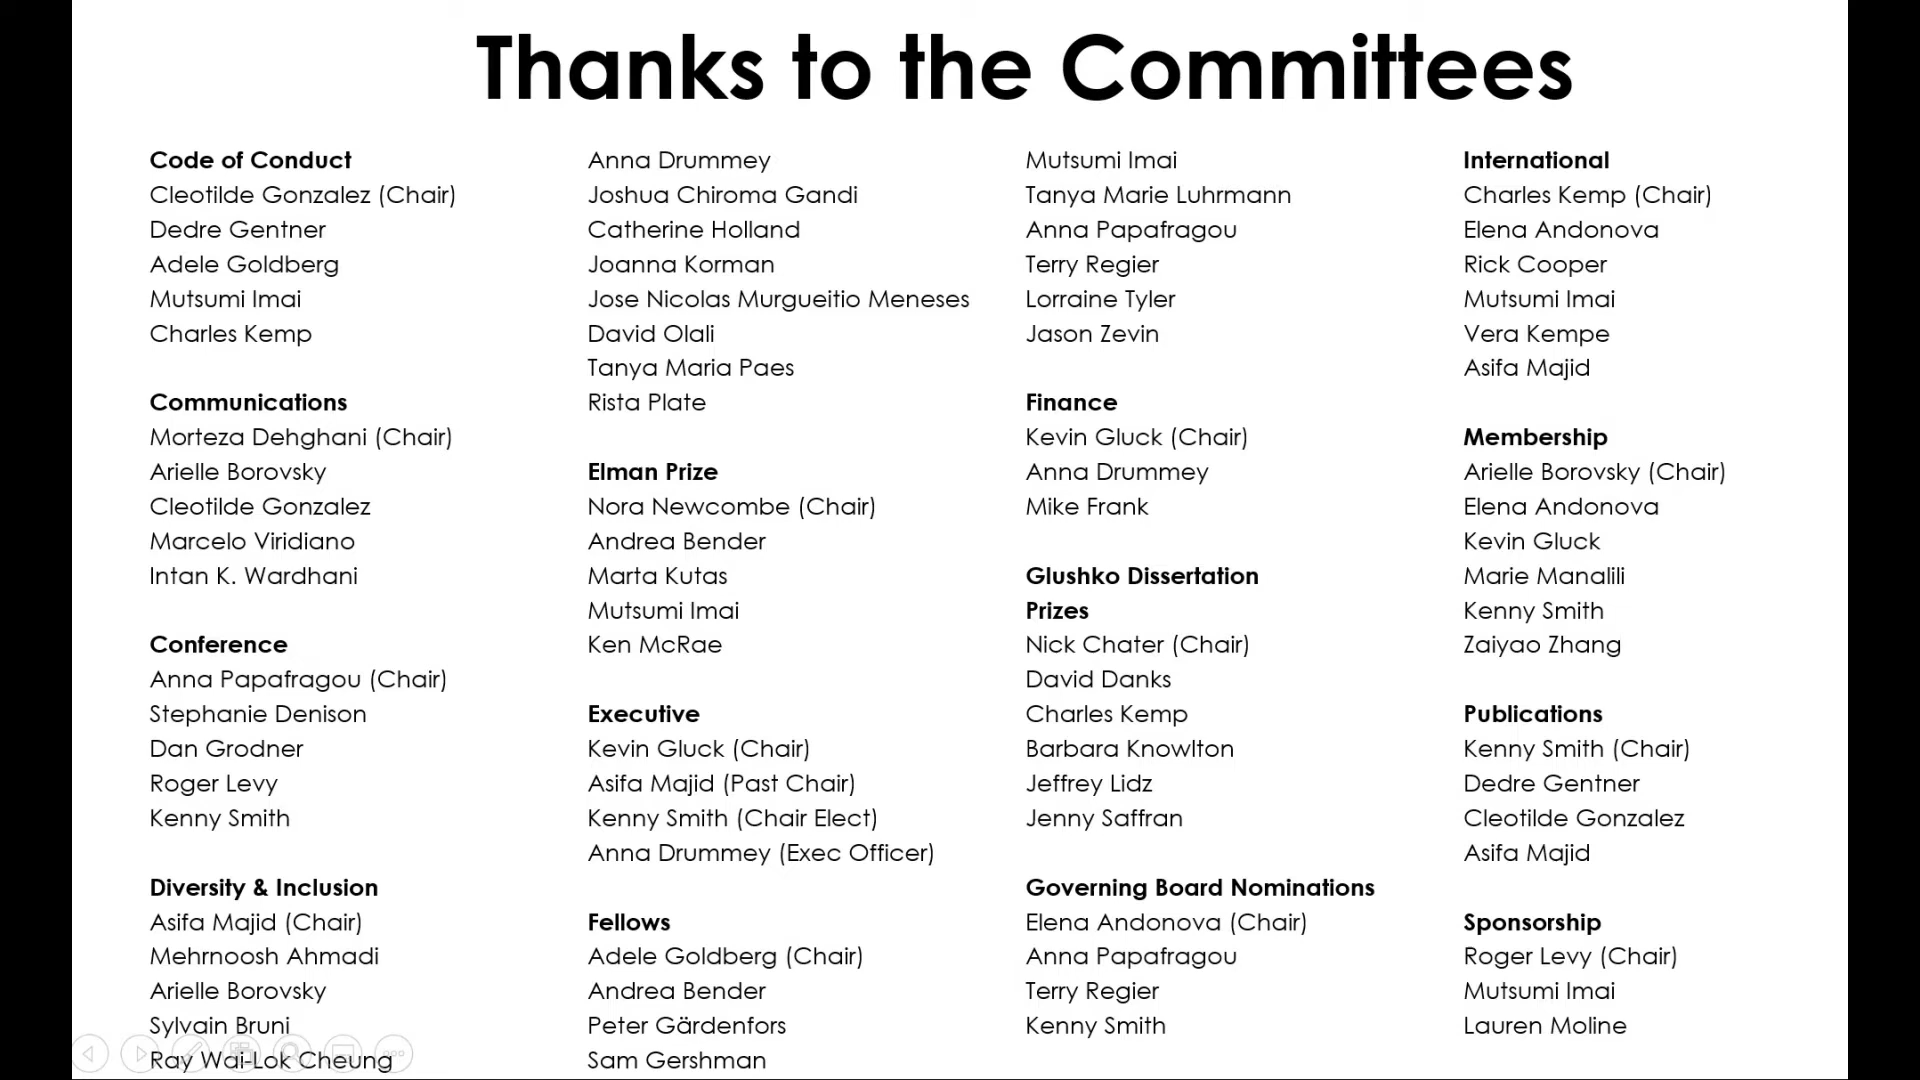 Thanks to the Committees
Code of Conduct
Cleotilde Gonzalez (Chair)
Dedre Gentner
Adele Goldberg
Mutsumi Imai
Charles Kemp
Communications
Morteza Dehghani (Chair)
Arielle Borovsky
Cleotilde Gonzalez
Marcelo Viridiano
Intan K. Wardhani
Conference
Anna Papafragou (Chair)
Stephanie Denison
Dan Grodner
Roger Levy
Kenny Smith
Diversity & Inclusion
Asifa Majid (Chair)
Mehrnoosh Ahmadi
Arielle Borovsky
Sylvain Bruni
Ray Wai-Lok Cheung
Anna Drummey
Joshua Chiroma Gandi
Catherine Holland
Joanna Korman
Jose Nicolas Murgueitio Meneses
David Olali
Tanya Maria Paes
Rista Plate
Elman Prize
Nora Newcombe (Chair)
Andrea Bender
Marta Kutas
Mutsumi Imai
Ken McRae
Executive
Kevin Gluck (Chair)
Asifa Majid (Past Chair)
Kenny Smith (Chair Elect)
Anna Drummey (Exec Officer)
Fellows
Adele Goldberg (Chair)
Andrea Bender
Peter Gärdenfors
Sam Gershman
Mutsumi Imai
Tanya Marie Luhrmann
Anna Papafragou
Terry Regier
Lorraine Tyler
Jason Zevin
Finance
Kevin Gluck (Chair)
Anna Drummey
Mike Frank
Glushko Dissertation
Prizes
Nick Chater (Chair)
David Danks
Charles Kemp
Barbara Knowlton
Jeffrey Lidz
Jenny Saffran
Governing Board Nominations
Elena Andonova (Chair)
Anna Papafragou
Terry Regier
Kenny Smith
International
Charles Kemp (Chair)
Elena Andonova
Rick Cooper
Mutsumi Imai
Vera Kempe
Asifa Majid
Membership
Arielle Borovsky (Chair)
Elena Andonova
Kevin Gluck
Marie Manalili
Kenny Smith
Zaiyao Zhang
Publications
Kenny Smith (Chair)
Dedre Gentner
Cleotilde Gonzalez
Asifa Majid
Sponsorship
Roger Levy (Chair)
Mutsumi Imai
Lauren Moline